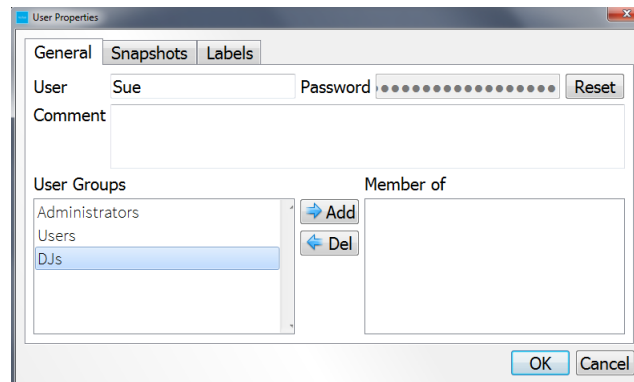 User Properties
General Snapshots Labels
User Sue Password Reset
Comment
User Groups Member of
Administrators Add
Users Del
DJs
OK Cancel